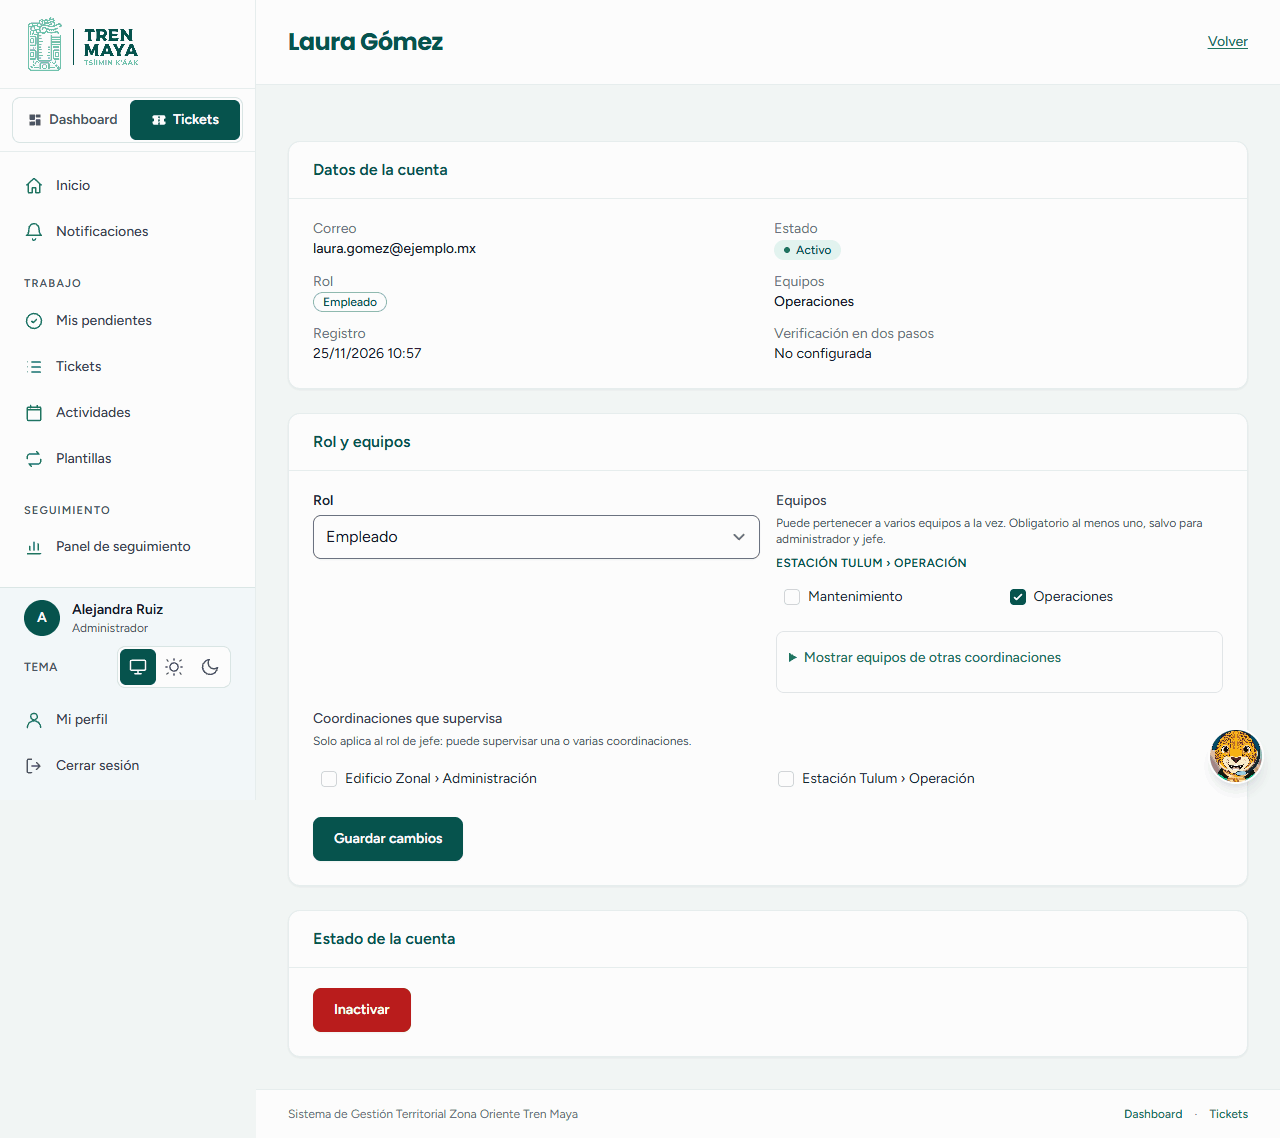 TREN
MAYA
TSÍIMIN K'ÁAK
Dashboard
Tickets
Inicio
Notificaciones
TRABAJO
Mis pendientes
Tickets
Actividades
Plantillas
SEGUIMIENTO
Panel de seguimiento
A
Alejandra Ruiz
Administrador
TEMA
Mi perfil
Cerrar sesión
Laura Gómez
Volver
Datos de la cuenta
Correo
laura.gomez@ejemplo.mx
Estado
Activo
Rol
Empleado
Equipos
Operaciones
Registro
25/11/2026 10:57
Verificación en dos pasos
No configurada
Rol y equipos
Rol
Empleado
Equipos
Puede pertenecer a varios equipos a la vez. Obligatorio al menos uno, salvo para
administrador y jefe.
ESTACIÓN TULUM › OPERACIÓN
Mantenimiento
Operaciones
Mostrar equipos de otras coordinaciones
Coordinaciones que supervisa
Solo aplica al rol de jefe: puede supervisar una o varias coordinaciones.
Edificio Zonal › Administración
Estación Tulum › Operación
Guardar cambios
Estado de la cuenta
Inactivar
Sistema de Gestión Territorial Zona Oriente Tren Maya
Dashboard · Tickets